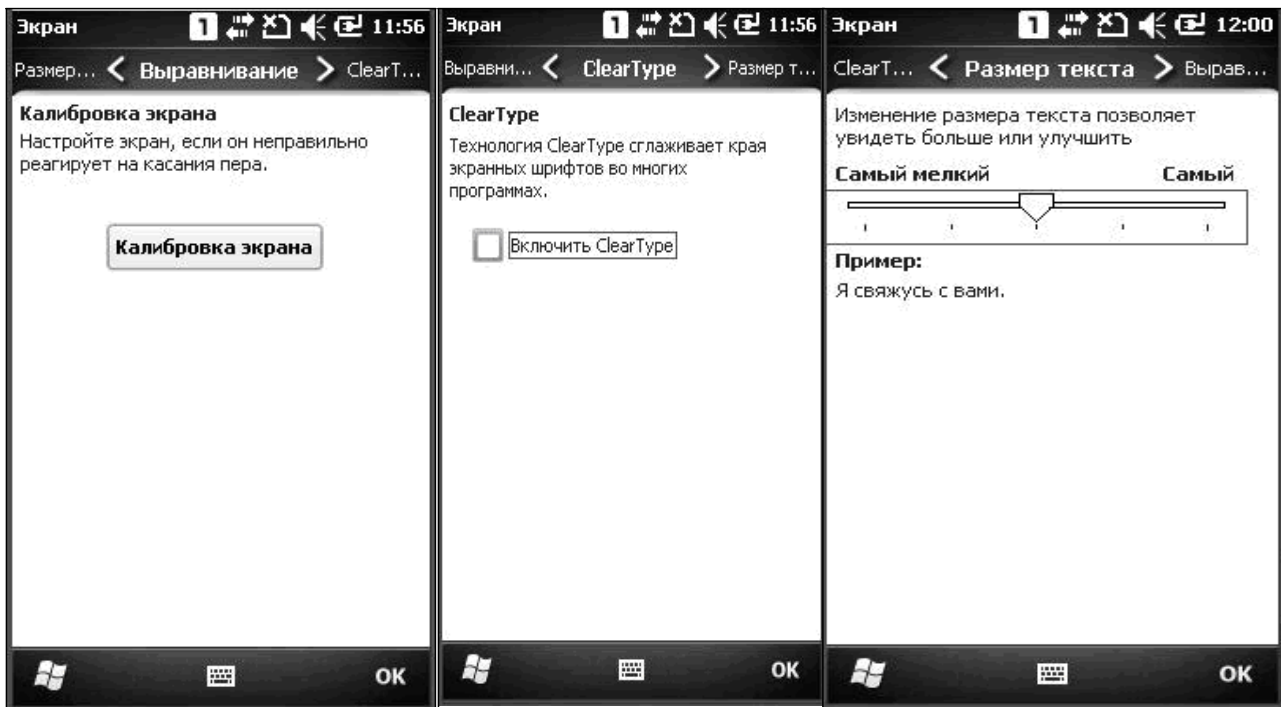 Экран 1 11:56
Размер... Выравнивание ClearT...
Калибровка экрана
Настройте экран, если он неправильно
реагирует на касания пера.
Калибровка экрана
OK
Экран 1 11:56
Выравни... ClearType Размер т...
ClearType
Технология ClearType сглаживает края
экранных шрифтов во многих
программах.
Включить ClearType
OK
Экран 1 12:00
ClearT... Размер текста Вырав...
Изменение размера текста позволяет
увидеть больше или улучшить
Самый мелкий Самый
Пример:
Я свяжусь с вами.
OK